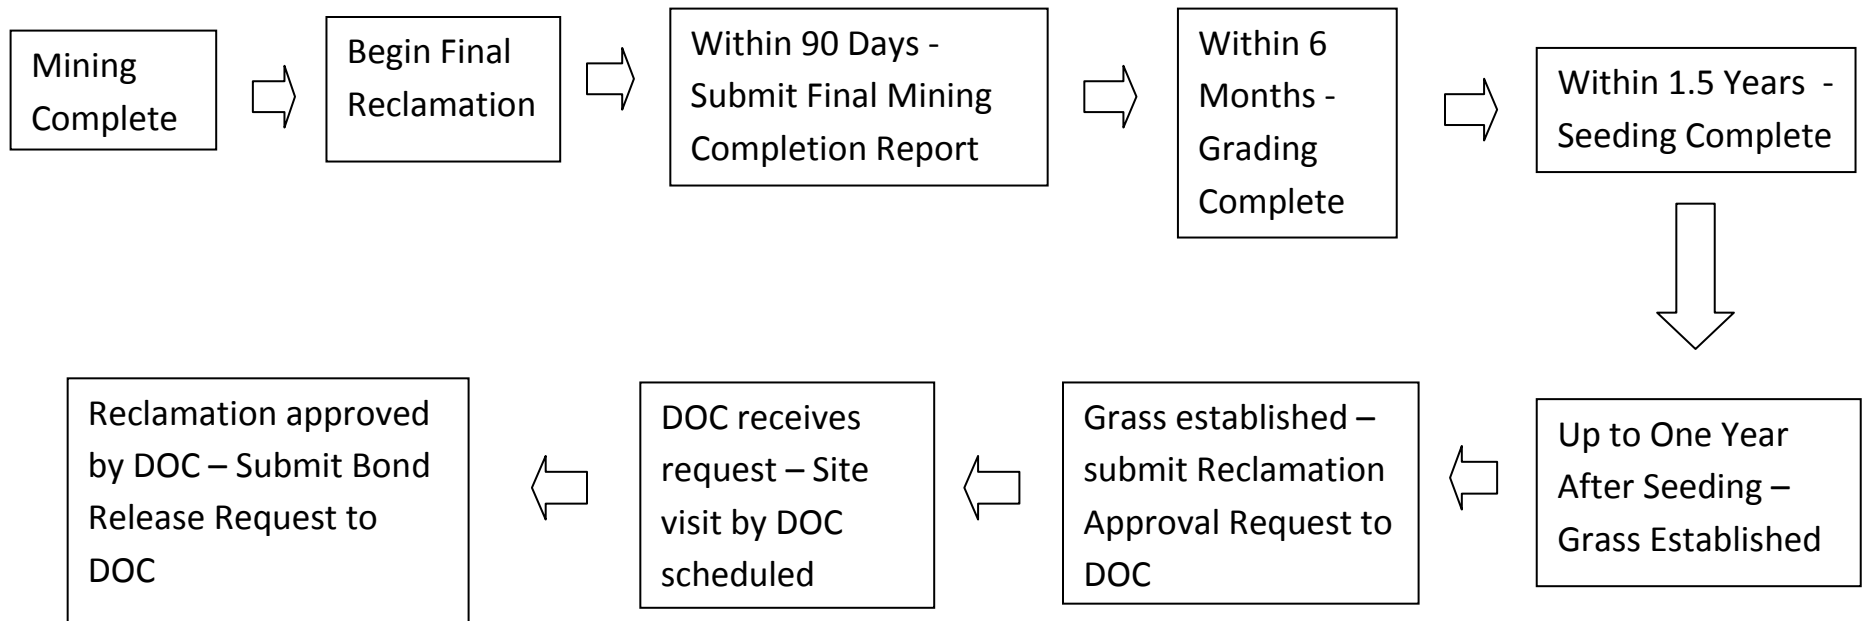 Mining
Complete
Begin Final
Reclamation
Within 90 Days -
Submit Final Mining
Completion Report
Within 6
Months -
Grading
Complete
Within 1.5 Years  -
Seeding Complete
Up to One Year
After Seeding –
Grass Established
Grass established –
submit Reclamation
Approval Request to
DOC
DOC receives
request – Site
visit by DOC
scheduled
Reclamation approved
by DOC – Submit Bond
Release Request to
DOC